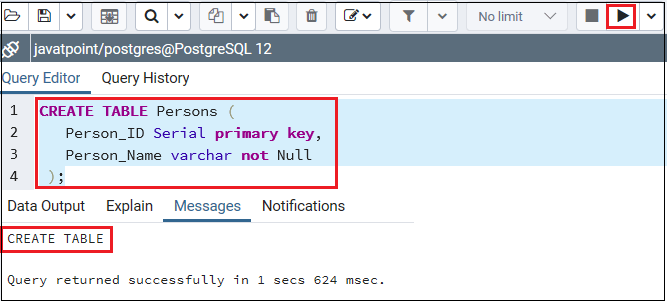 No limit
javatpoint/postgres@PostgreSQL 12
Query Editor Query History
1 CREATE TABLE Persons (
2 Person_ID Serial primary key,
3 Person_Name varchar not Null
4 );
Data Output Explain Messages Notifications
CREATE TABLE
Query returned successfully in 1 secs 624 msec.